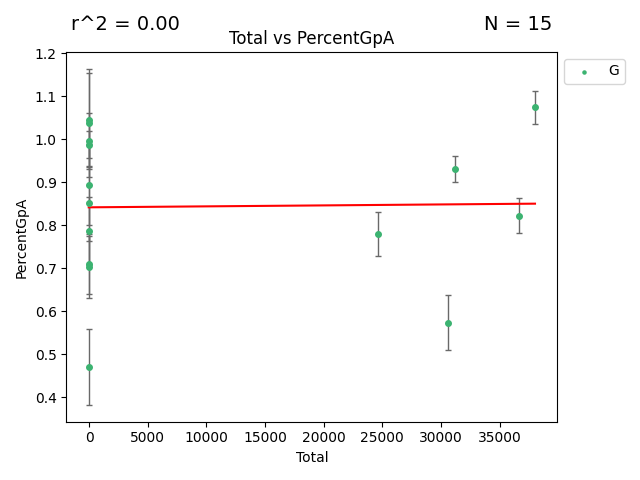 r^2 = 0.00
N = 15
Total vs PercentGpA
G
PercentGpA
1.2
1.1
1.0
0.9
0.8
0.7
0.6
0.5
0.4
0 5000 10000 15000 20000 25000 30000 35000
Total